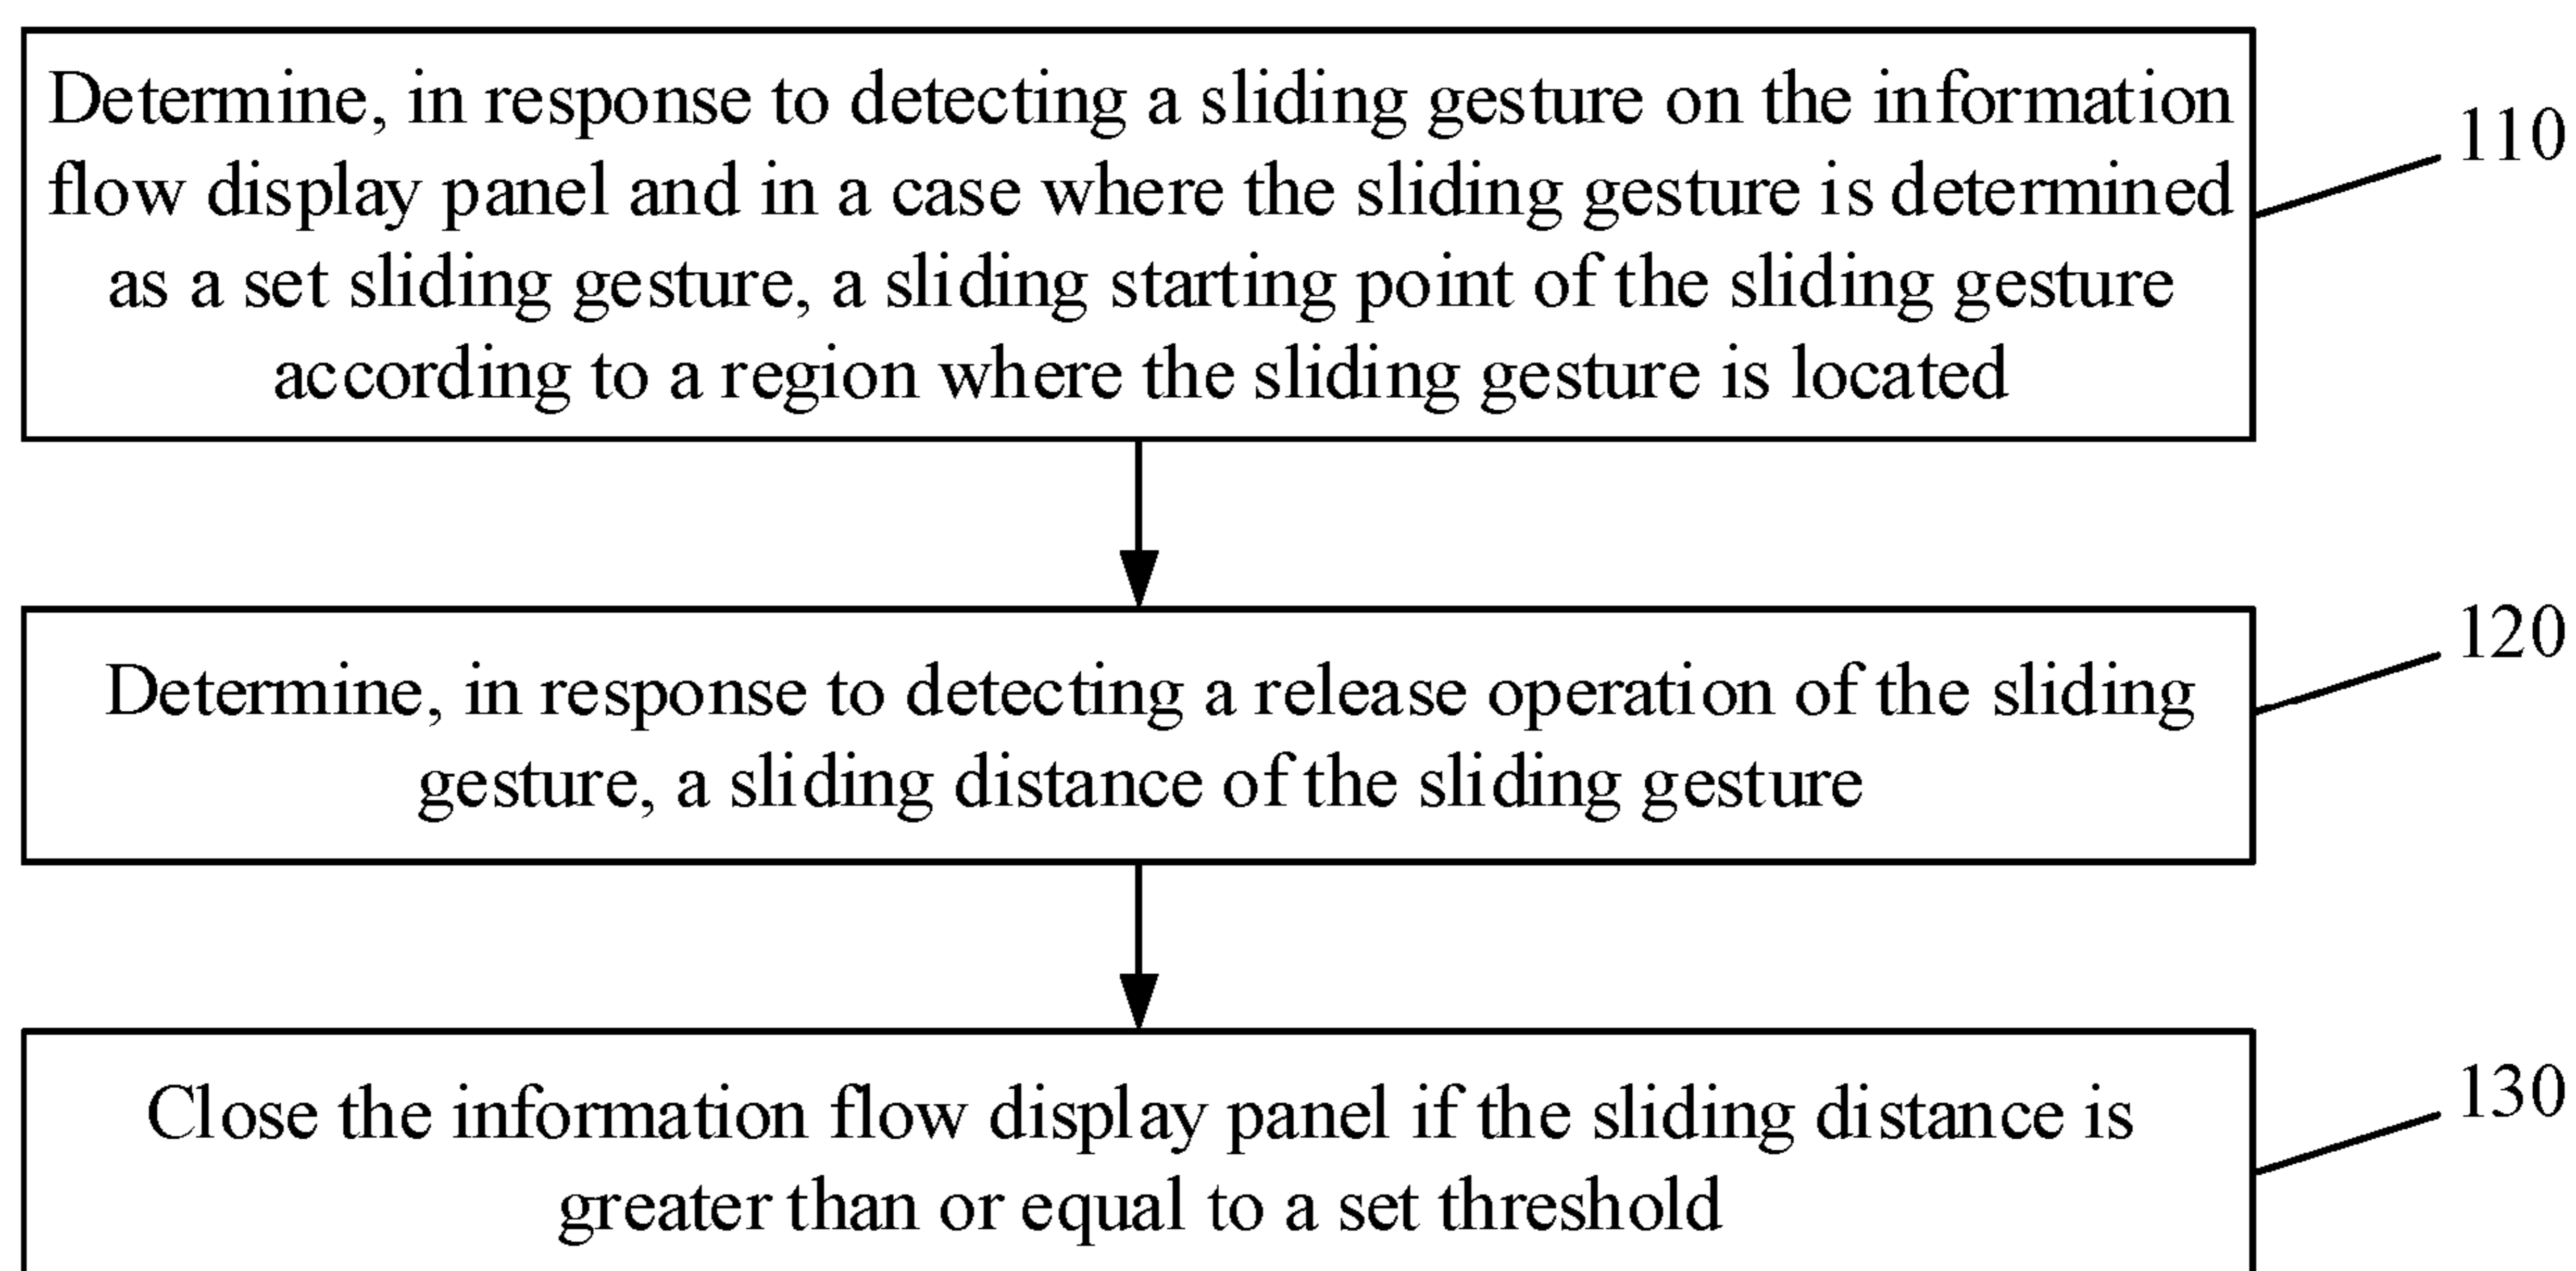 Determine, in response to detecting a sliding gesture on the information
flow display panel and in a case where the sliding gesture is determined
as a set sliding gesture, a sliding starting point of the sliding gesture
according to a region where the sliding gesture is located
110
Determine, in response to detecting a release operation of the sliding
gesture, a sliding distance of the sliding gesture
120
Close the information flow display panel if the sliding distance is
greater than or equal to a set threshold
130